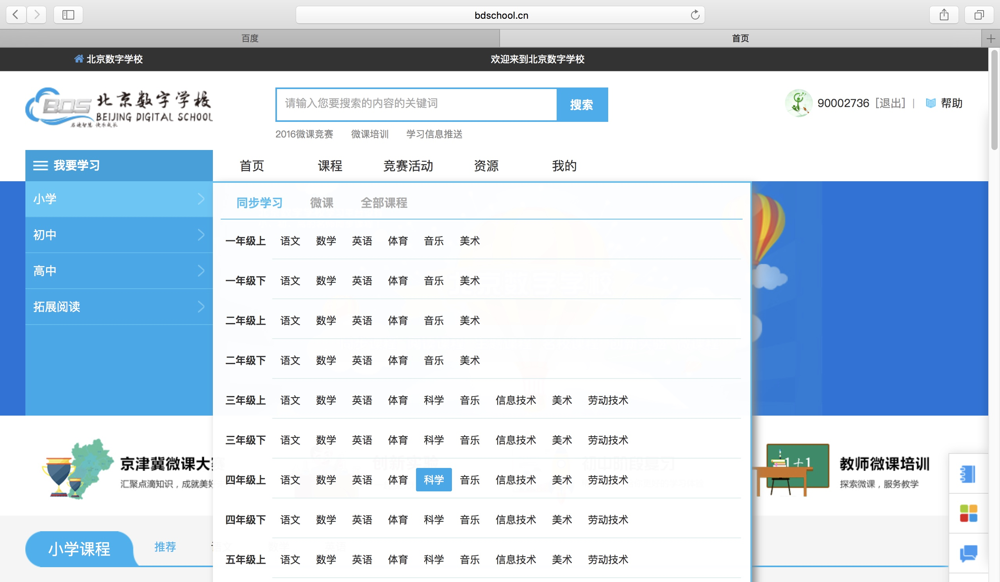 bdschool.cn
百度
首页
北京数字学校
欢迎来到北京数字学校
BDS 北京数字学校
BEIJING DIGITAL SCHOOL
启迪智慧 快乐成长
请输入您要搜索的内容的关键词
搜索
90002736 [退出] | 帮助
2016微课竞赛 微课培训 学习信息推送
我要学习
首页 课程 竞赛活动 资源 我的
小学
初中
高中
拓展阅读
同步学习 微课 全部课程
一年级上 语文 数学 英语 体育 音乐 美术
一年级下 语文 数学 英语 体育 音乐 美术
二年级上 语文 数学 英语 体育 音乐 美术
二年级下 语文 数学 英语 体育 音乐 美术
三年级上 语文 数学 英语 体育 科学 音乐 信息技术 美术 劳动技术
三年级下 语文 数学 英语 体育 科学 音乐 信息技术 美术 劳动技术
四年级上 语文 数学 英语 体育 科学 音乐 信息技术 美术 劳动技术
四年级下 语文 数学 英语 体育 科学 音乐 信息技术 美术 劳动技术
五年级上 语文 数学 英语 体育 科学 音乐 信息技术 美术 劳动技术
京津冀微课大赛
汇聚点滴知识，成就美好
1+1
教师微课培训
探索微课，服务教学
小学课程
推荐